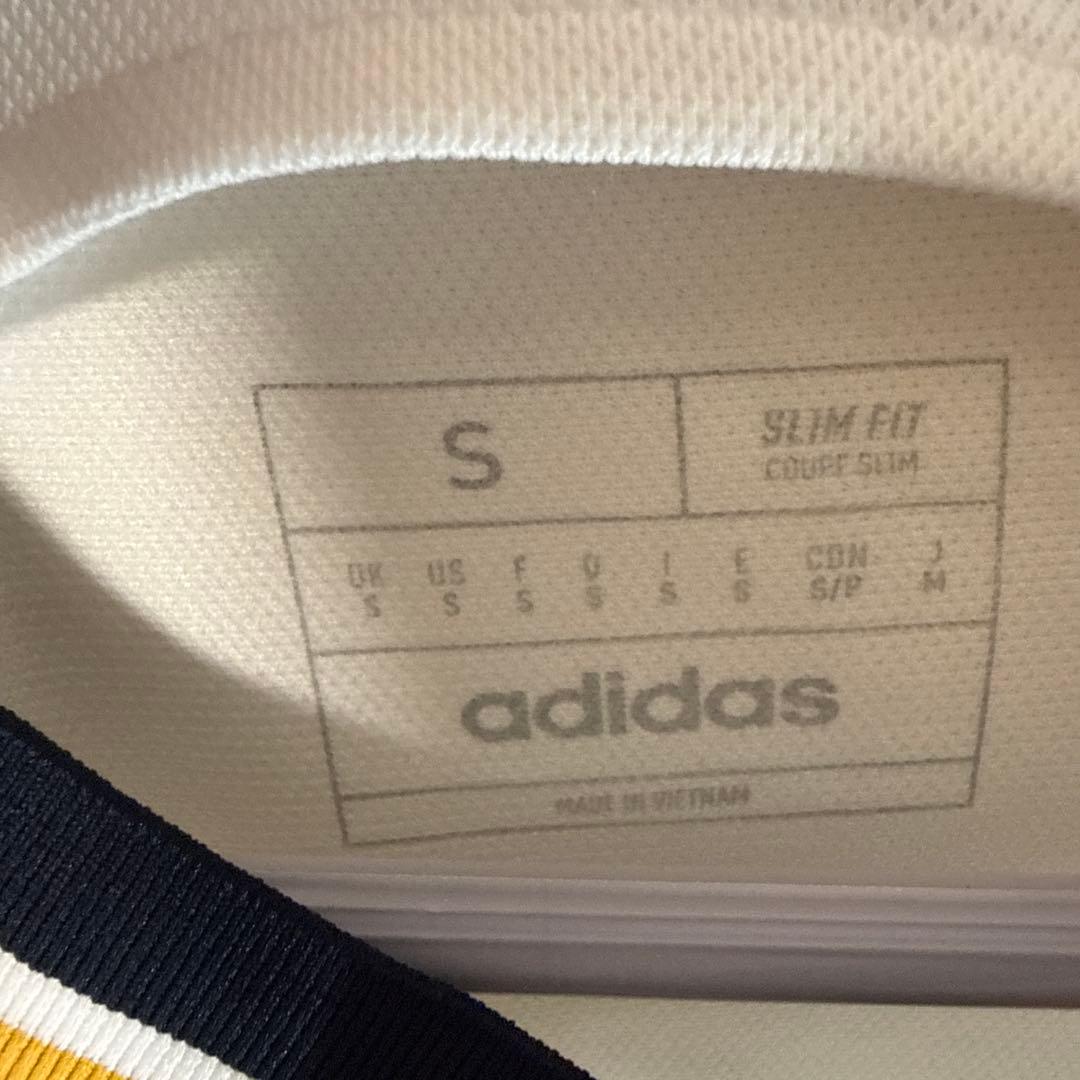 S
SLIM FIT
COUPE SLIM
UK US F D I E CDN J
S S S S S S S/P M
adidas
MADE IN VIETNAM